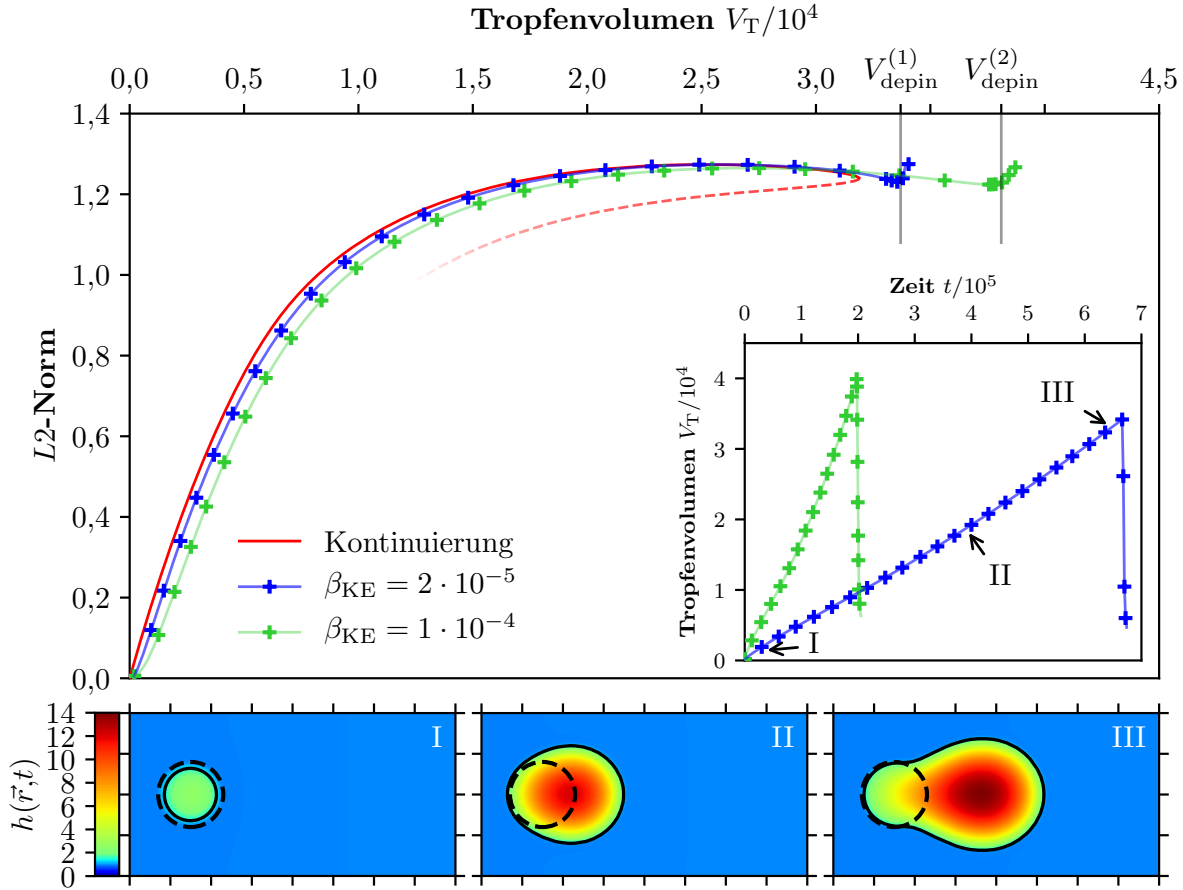 Tropfenvolumen V_T/10^4
0,0 0,5 1,0 1,5 2,0 2,5 3,0 V_depin^(1) V_depin^(2) 4,5
1,4
1,2
1,0
0,8
0,6
0,4
0,2
0,0
L2-Norm
Kontinuierung
β_KE = 2 · 10^−5
β_KE = 1 · 10^−4
Zeit t/10^5
0 1 2 3 4 5 6 7
4
3
2
1
0
Tropfenvolumen V_T/10^4
III
II
I
h(r⃗,t)
14
12
10
8
6
4
2
0
I
II
III